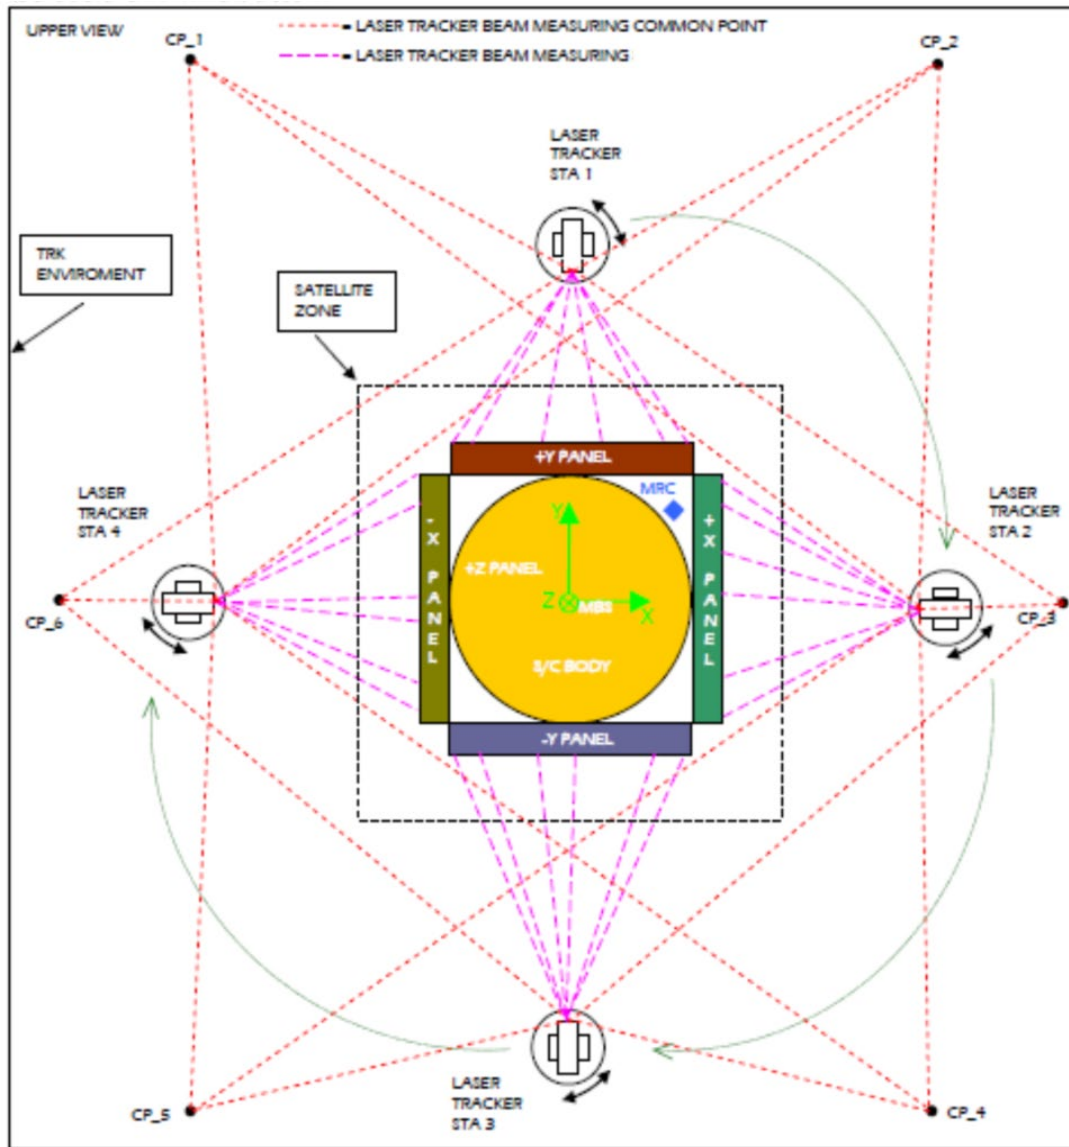 UPPER VIEW
= LASER TRACKER BEAM MEASURING COMMON POINT
= LASER TRACKER BEAM MEASURING
CP_1
CP_2
LASER
TRACKER
STA 1
TRK
ENVIROMENT
SATELLITE
ZONE
+Y PANEL
MRC
LASER
TRACKER
STA 4
LASER
TRACKER
STA 2
-X PANEL
Y
+Z PANEL
+X PANEL
Z
MBS
X
CP_6
CP_3
S/C BODY
-Y PANEL
LASER
TRACKER
STA 3
CP_5
CP_4